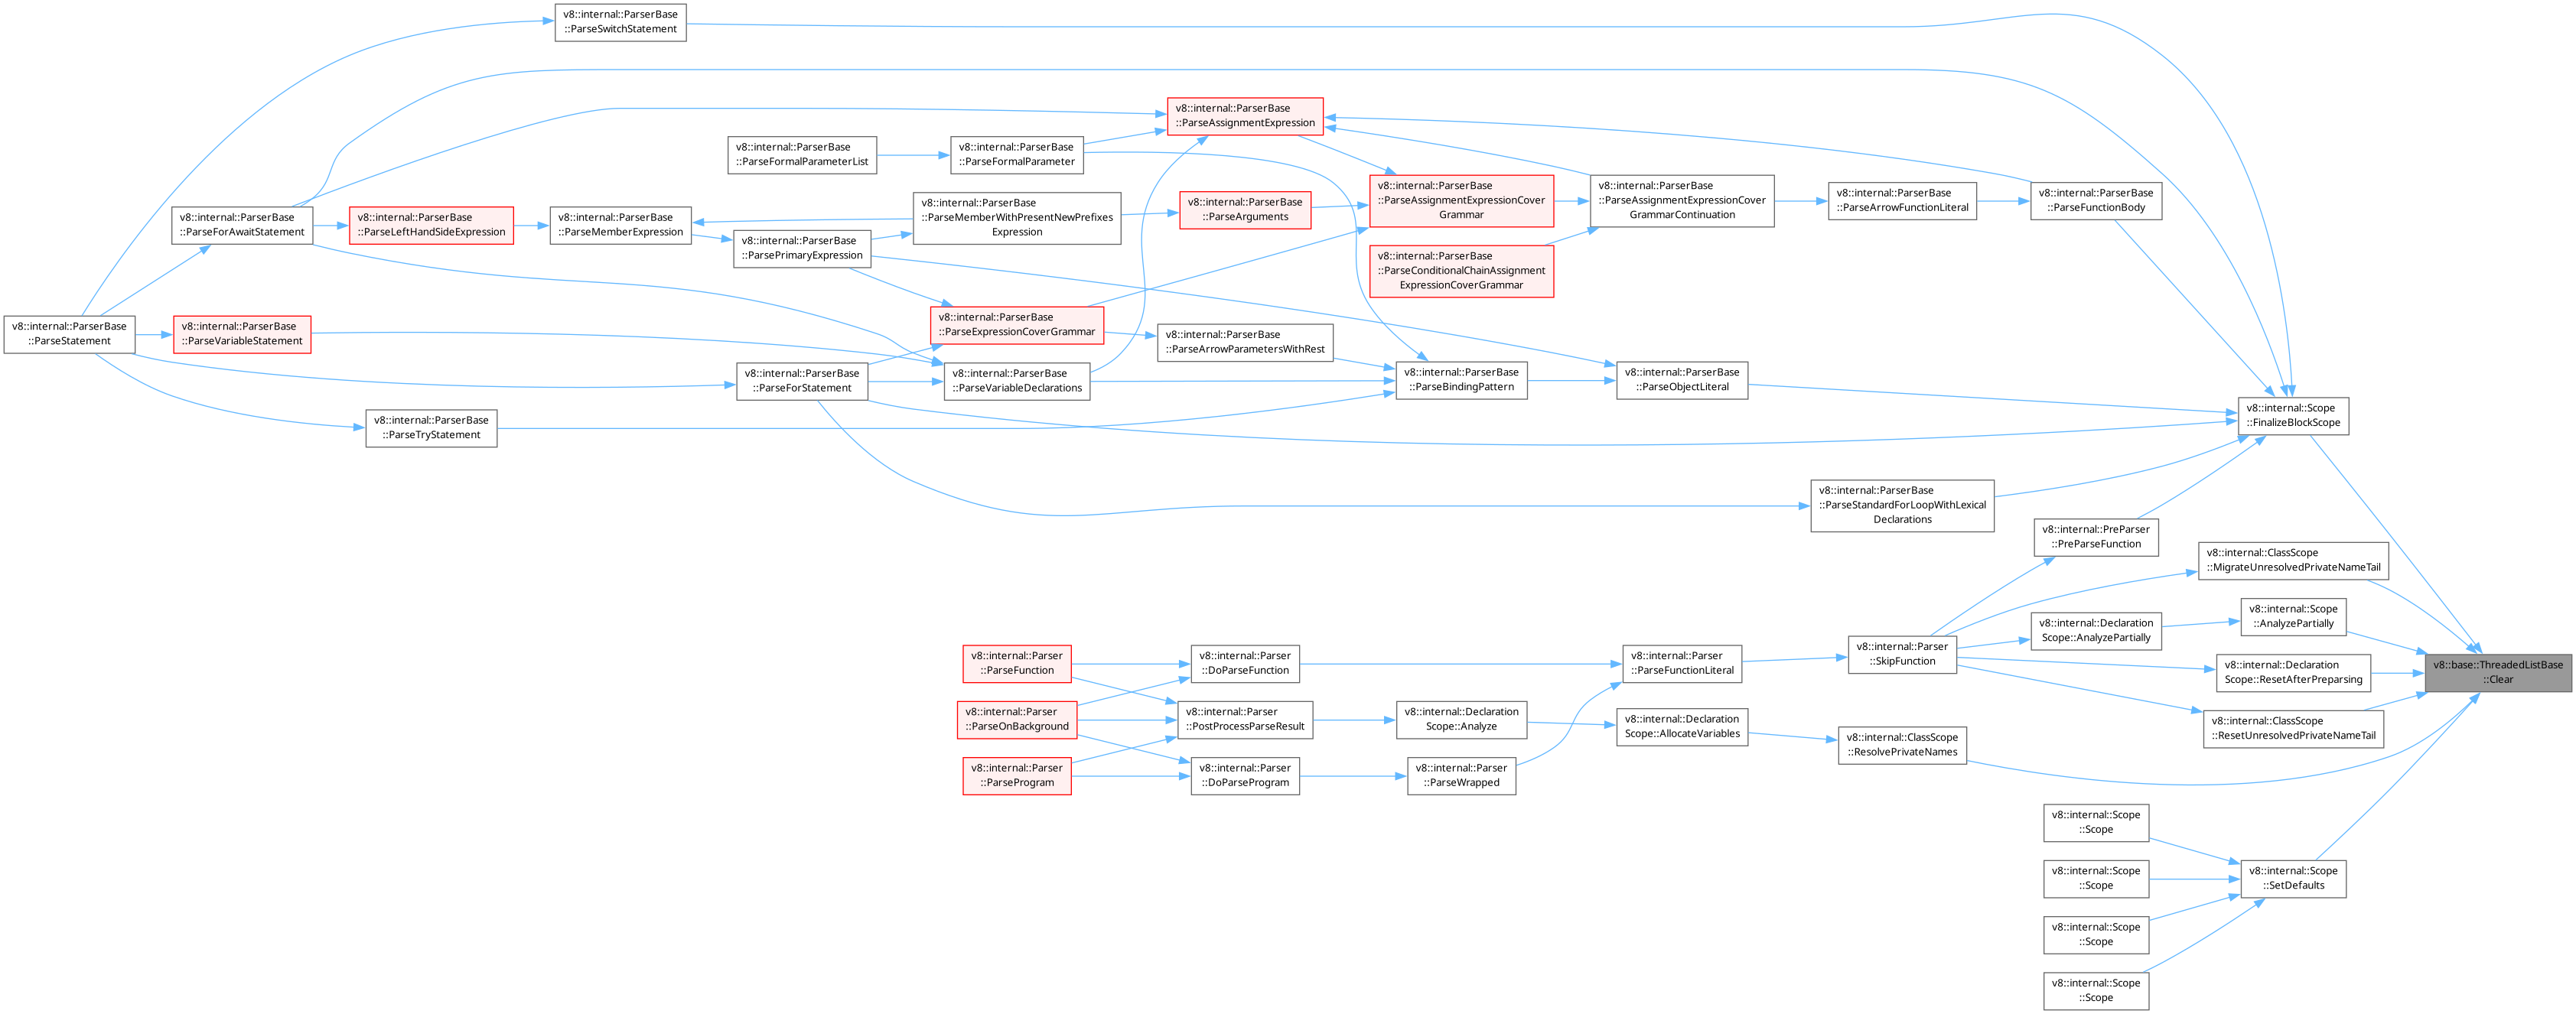 v8::internal::ParserBase
::ParseSwitchStatement
v8::internal::ParserBase
::ParseAssignmentExpression
v8::internal::ParserBase
::ParseFormalParameterList
v8::internal::ParserBase
::ParseFormalParameter
v8::internal::ParserBase
::ParseAssignmentExpressionCover
Grammar
v8::internal::ParserBase
::ParseAssignmentExpressionCover
GrammarContinuation
v8::internal::ParserBase
::ParseArrowFunctionLiteral
v8::internal::ParserBase
::ParseFunctionBody
v8::internal::ParserBase
::ParseForAwaitStatement
v8::internal::ParserBase
::ParseLeftHandSideExpression
v8::internal::ParserBase
::ParseMemberExpression
v8::internal::ParserBase
::ParseMemberWithPresentNewPrefixes
Expression
v8::internal::ParserBase
::ParseArguments
v8::internal::ParserBase
::ParsePrimaryExpression
v8::internal::ParserBase
::ParseConditionalChainAssignment
ExpressionCoverGrammar
v8::internal::ParserBase
::ParseStatement
v8::internal::ParserBase
::ParseVariableStatement
v8::internal::ParserBase
::ParseExpressionCoverGrammar
v8::internal::ParserBase
::ParseArrowParametersWithRest
v8::internal::ParserBase
::ParseForStatement
v8::internal::ParserBase
::ParseVariableDeclarations
v8::internal::ParserBase
::ParseBindingPattern
v8::internal::ParserBase
::ParseObjectLiteral
v8::internal::Scope
::FinalizeBlockScope
v8::internal::ParserBase
::ParseTryStatement
v8::internal::ParserBase
::ParseStandardForLoopWithLexical
Declarations
v8::internal::PreParser
::PreParseFunction
v8::internal::ClassScope
::MigrateUnresolvedPrivateNameTail
v8::internal::Scope
::AnalyzePartially
v8::internal::Declaration
Scope::AnalyzePartially
v8::internal::Parser
::SkipFunction
v8::internal::Parser
::ParseFunction
v8::internal::Parser
::DoParseFunction
v8::internal::Parser
::ParseFunctionLiteral
v8::internal::Declaration
Scope::ResetAfterPreparsing
v8::base::ThreadedListBase
::Clear
v8::internal::Parser
::ParseOnBackground
v8::internal::Parser
::PostProcessParseResult
v8::internal::Declaration
Scope::Analyze
v8::internal::Declaration
Scope::AllocateVariables
v8::internal::ClassScope
::ResetUnresolvedPrivateNameTail
v8::internal::ClassScope
::ResolvePrivateNames
v8::internal::Parser
::ParseProgram
v8::internal::Parser
::DoParseProgram
v8::internal::Parser
::ParseWrapped
v8::internal::Scope
::Scope
v8::internal::Scope
::Scope
v8::internal::Scope
::SetDefaults
v8::internal::Scope
::Scope
v8::internal::Scope
::Scope